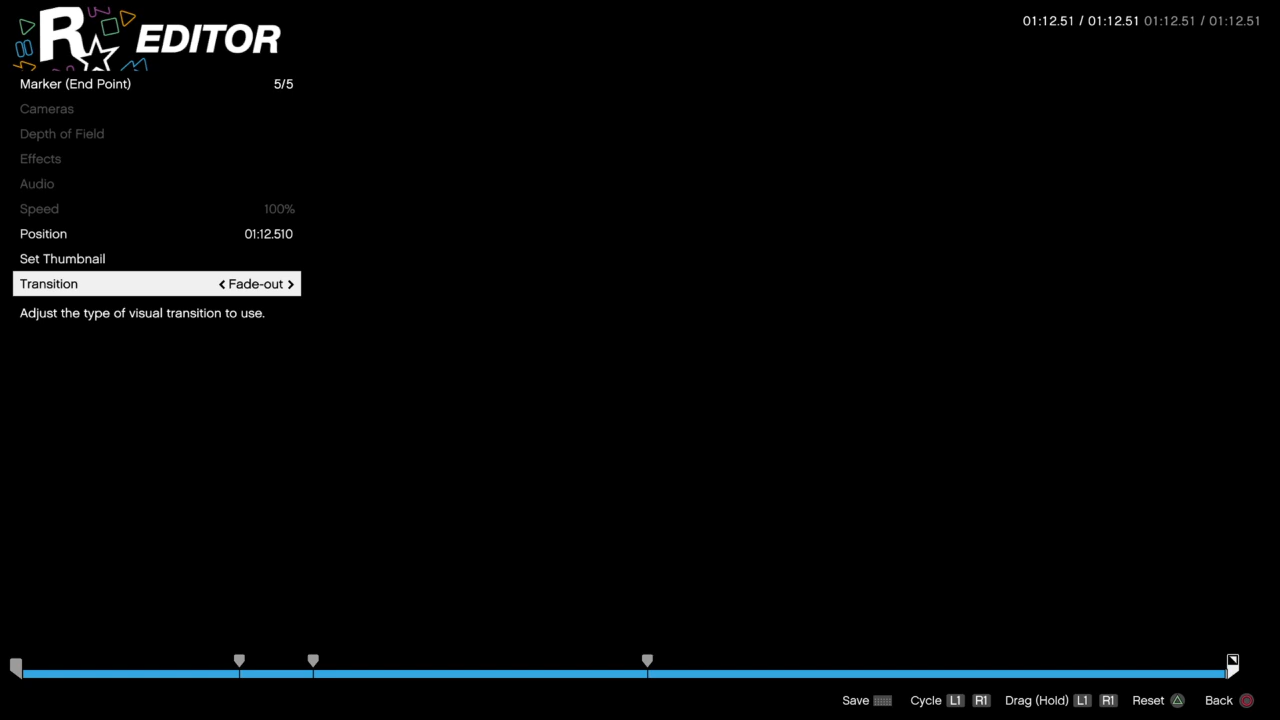 R EDITOR
01:12.51 / 01:12.51 01:12.51 / 01:12.51
Marker (End Point) 5/5
Cameras
Depth of Field
Effects
Audio
Speed 100%
Position 01:12.510
Set Thumbnail
Transition < Fade-out >
Adjust the type of visual transition to use.
Save Cycle L1 R1 Drag (Hold) L1 R1 Reset Back